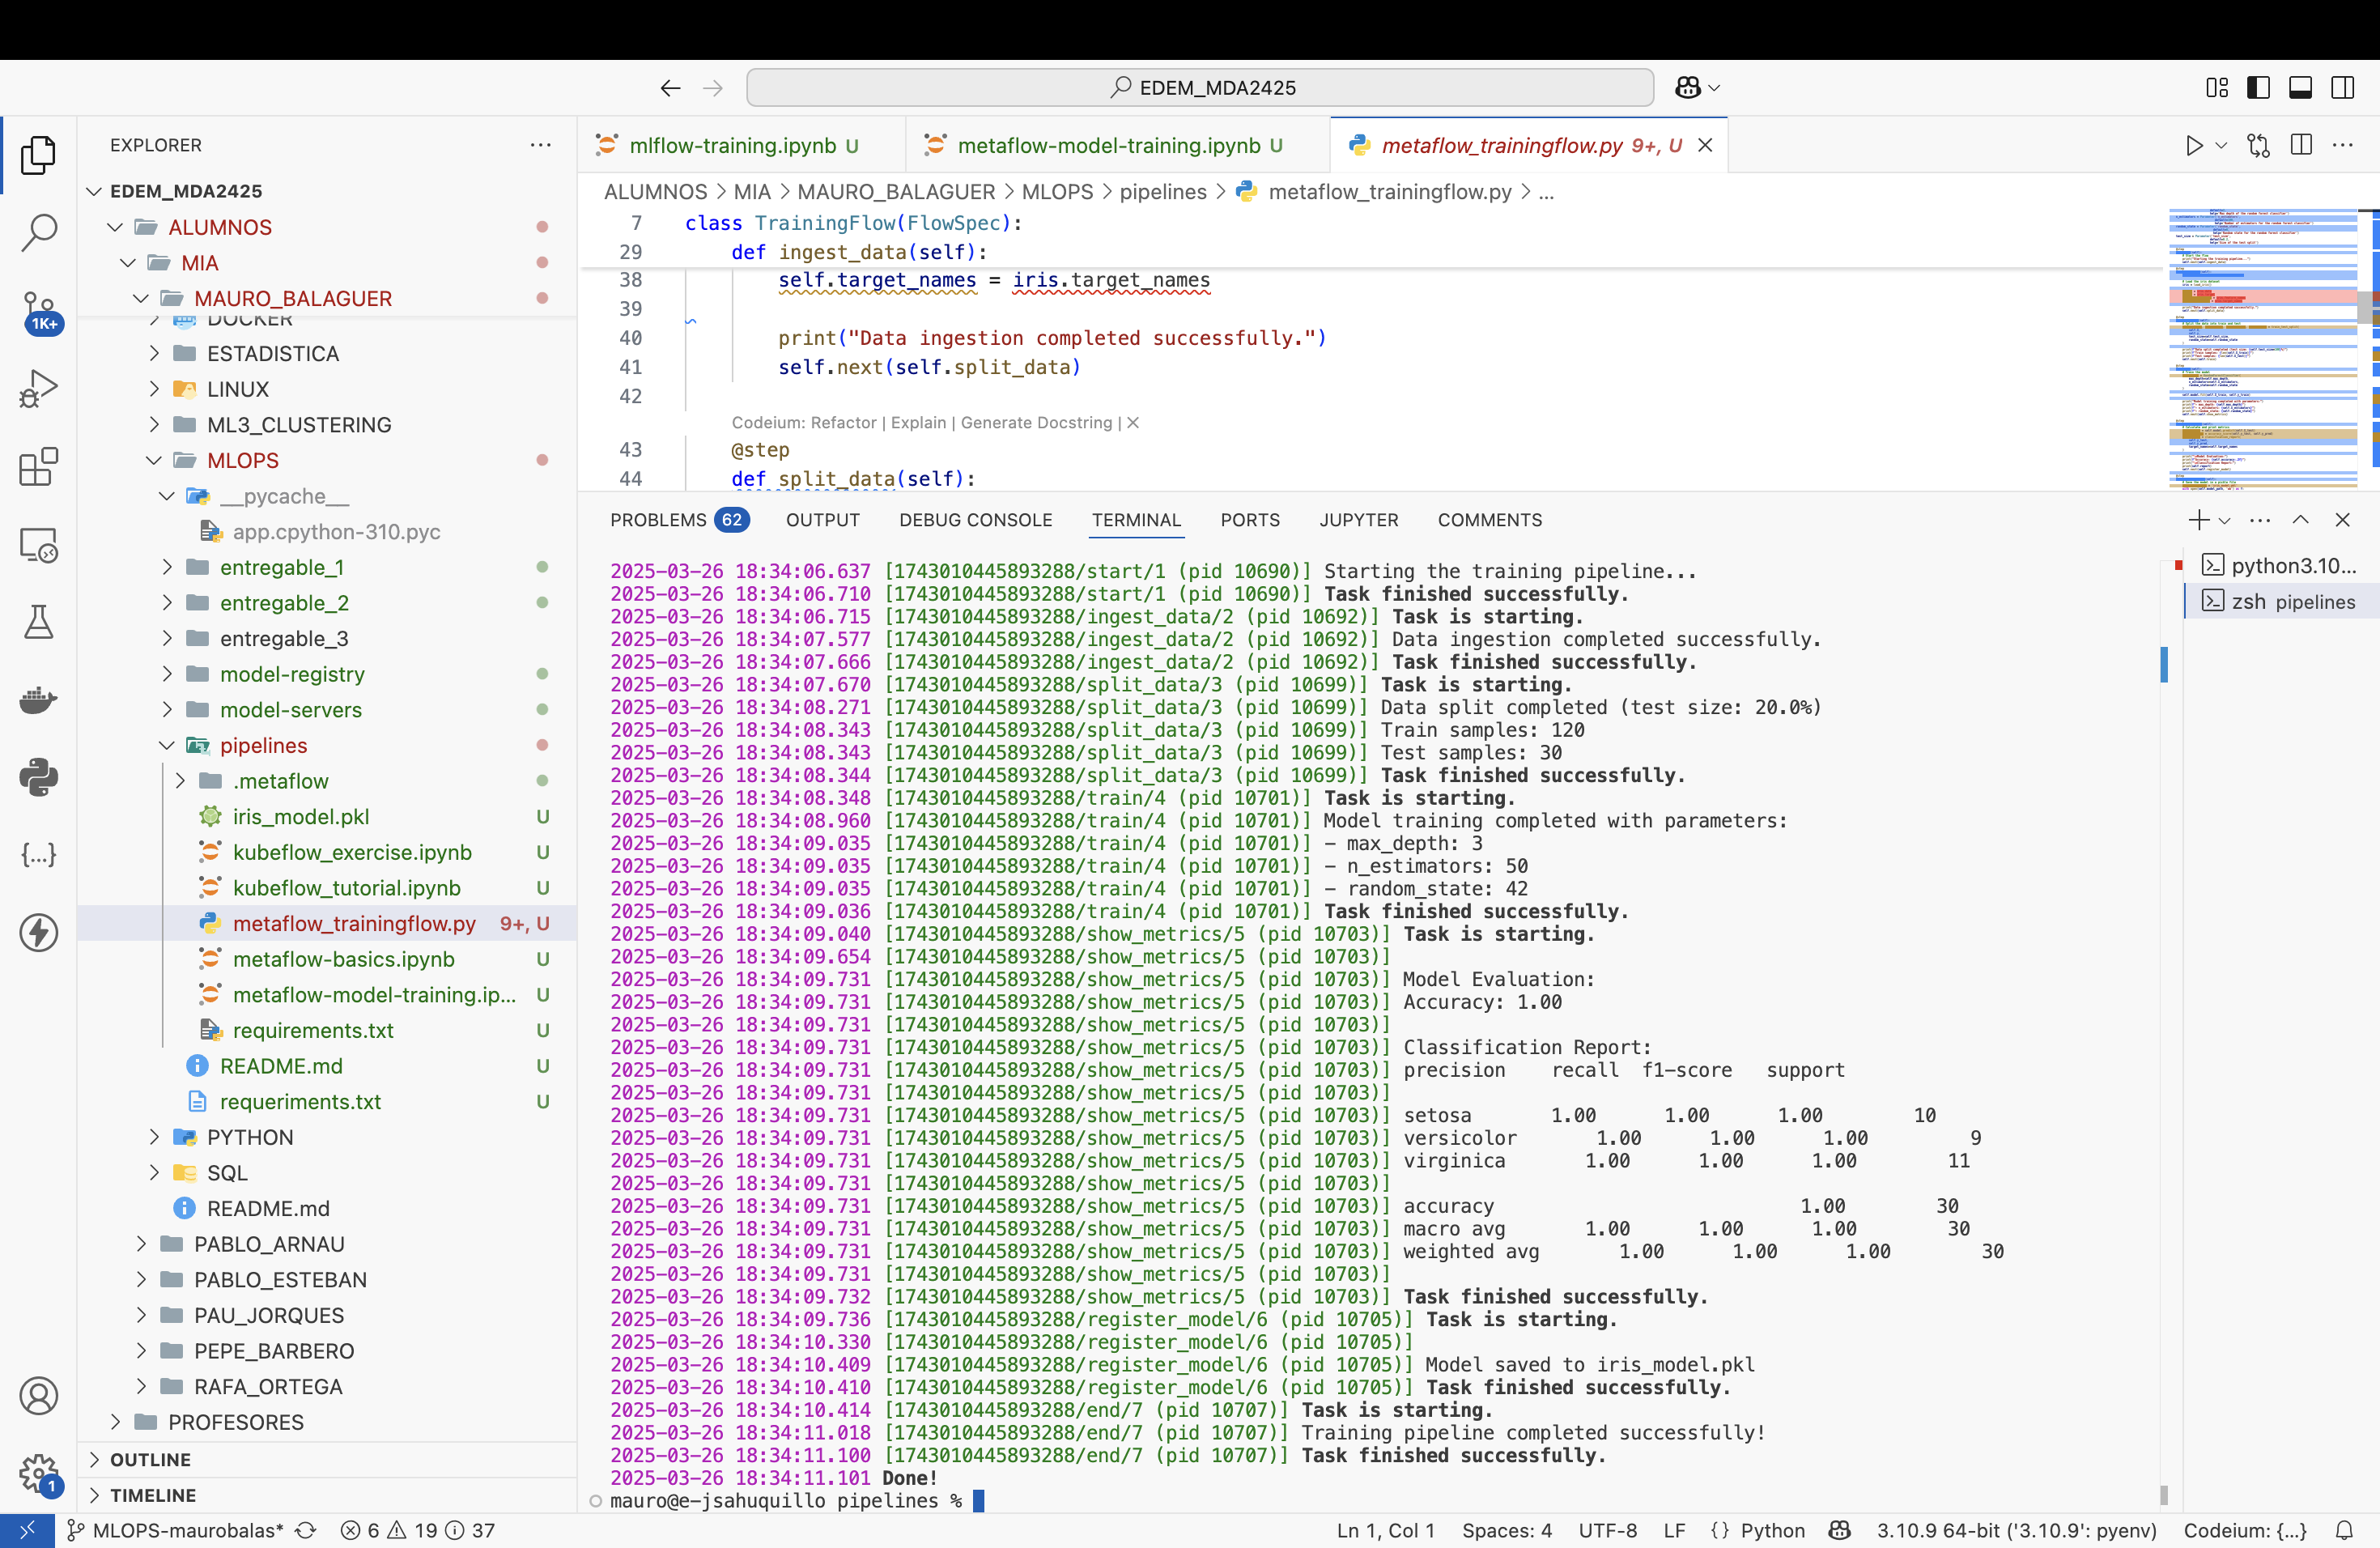 EDEM_MDA2425
EXPLORER
EDEM_MDA2425
ALUMNOS
MIA
MAURO_BALAGUER
DOCKER
ESTADISTICA
LINUX
ML3_CLUSTERING
MLOPS
__pycache__
app.cpython-310.pyc
entregable_1
entregable_2
entregable_3
model-registry
model-servers
pipelines
.metaflow
iris_model.pkl U
kubeflow_exercise.ipynb U
kubeflow_tutorial.ipynb U
metaflow_trainingflow.py 9+, U
metaflow-basics.ipynb U
metaflow-model-training.ip... U
requirements.txt U
README.md U
requeriments.txt U
PYTHON
SQL
README.md
PABLO_ARNAU
PABLO_ESTEBAN
PAU_JORQUES
PEPE_BARBERO
RAFA_ORTEGA
PROFESORES
OUTLINE
TIMELINE
1K+
1
mlflow-training.ipynb U
metaflow-model-training.ipynb U
metaflow_trainingflow.py 9+, U
ALUMNOS > MIA > MAURO_BALAGUER > MLOPS > pipelines > metaflow_trainingflow.py > ...
7 class TrainingFlow(FlowSpec):
29 def ingest_data(self):
38 self.target_names = iris.target_names
39
40 print("Data ingestion completed successfully.")
41 self.next(self.split_data)
42
Codeium: Refactor | Explain | Generate Docstring | ✕
43 @step
44 def split_data(self):
PROBLEMS 62 OUTPUT DEBUG CONSOLE TERMINAL PORTS JUPYTER COMMENTS
python3.10...
zsh pipelines
2025-03-26 18:34:06.637 [1743010445893288/start/1 (pid 10690)] Starting the training pipeline...
2025-03-26 18:34:06.710 [1743010445893288/start/1 (pid 10690)] Task finished successfully.
2025-03-26 18:34:06.715 [1743010445893288/ingest_data/2 (pid 10692)] Task is starting.
2025-03-26 18:34:07.577 [1743010445893288/ingest_data/2 (pid 10692)] Data ingestion completed successfully.
2025-03-26 18:34:07.666 [1743010445893288/ingest_data/2 (pid 10692)] Task finished successfully.
2025-03-26 18:34:07.670 [1743010445893288/split_data/3 (pid 10699)] Task is starting.
2025-03-26 18:34:08.271 [1743010445893288/split_data/3 (pid 10699)] Data split completed (test size: 20.0%)
2025-03-26 18:34:08.343 [1743010445893288/split_data/3 (pid 10699)] Train samples: 120
2025-03-26 18:34:08.343 [1743010445893288/split_data/3 (pid 10699)] Test samples: 30
2025-03-26 18:34:08.344 [1743010445893288/split_data/3 (pid 10699)] Task finished successfully.
2025-03-26 18:34:08.348 [1743010445893288/train/4 (pid 10701)] Task is starting.
2025-03-26 18:34:08.960 [1743010445893288/train/4 (pid 10701)] Model training completed with parameters:
2025-03-26 18:34:09.035 [1743010445893288/train/4 (pid 10701)] - max_depth: 3
2025-03-26 18:34:09.035 [1743010445893288/train/4 (pid 10701)] - n_estimators: 50
2025-03-26 18:34:09.035 [1743010445893288/train/4 (pid 10701)] - random_state: 42
2025-03-26 18:34:09.036 [1743010445893288/train/4 (pid 10701)] Task finished successfully.
2025-03-26 18:34:09.040 [1743010445893288/show_metrics/5 (pid 10703)] Task is starting.
2025-03-26 18:34:09.654 [1743010445893288/show_metrics/5 (pid 10703)]
2025-03-26 18:34:09.731 [1743010445893288/show_metrics/5 (pid 10703)] Model Evaluation:
2025-03-26 18:34:09.731 [1743010445893288/show_metrics/5 (pid 10703)] Accuracy: 1.00
2025-03-26 18:34:09.731 [1743010445893288/show_metrics/5 (pid 10703)]
2025-03-26 18:34:09.731 [1743010445893288/show_metrics/5 (pid 10703)] Classification Report:
2025-03-26 18:34:09.731 [1743010445893288/show_metrics/5 (pid 10703)] precision recall f1-score support
2025-03-26 18:34:09.731 [1743010445893288/show_metrics/5 (pid 10703)]
2025-03-26 18:34:09.731 [1743010445893288/show_metrics/5 (pid 10703)] setosa 1.00 1.00 1.00 10
2025-03-26 18:34:09.731 [1743010445893288/show_metrics/5 (pid 10703)] versicolor 1.00 1.00 1.00 9
2025-03-26 18:34:09.731 [1743010445893288/show_metrics/5 (pid 10703)] virginica 1.00 1.00 1.00 11
2025-03-26 18:34:09.731 [1743010445893288/show_metrics/5 (pid 10703)]
2025-03-26 18:34:09.731 [1743010445893288/show_metrics/5 (pid 10703)] accuracy 1.00 30
2025-03-26 18:34:09.731 [1743010445893288/show_metrics/5 (pid 10703)] macro avg 1.00 1.00 1.00 30
2025-03-26 18:34:09.731 [1743010445893288/show_metrics/5 (pid 10703)] weighted avg 1.00 1.00 1.00 30
2025-03-26 18:34:09.731 [1743010445893288/show_metrics/5 (pid 10703)]
2025-03-26 18:34:09.732 [1743010445893288/show_metrics/5 (pid 10703)] Task finished successfully.
2025-03-26 18:34:09.736 [1743010445893288/register_model/6 (pid 10705)] Task is starting.
2025-03-26 18:34:10.330 [1743010445893288/register_model/6 (pid 10705)]
2025-03-26 18:34:10.409 [1743010445893288/register_model/6 (pid 10705)] Model saved to iris_model.pkl
2025-03-26 18:34:10.410 [1743010445893288/register_model/6 (pid 10705)] Task finished successfully.
2025-03-26 18:34:10.414 [1743010445893288/end/7 (pid 10707)] Task is starting.
2025-03-26 18:34:11.018 [1743010445893288/end/7 (pid 10707)] Training pipeline completed successfully!
2025-03-26 18:34:11.100 [1743010445893288/end/7 (pid 10707)] Task finished successfully.
2025-03-26 18:34:11.101 Done!
mauro@e-jsahuquillo pipelines %
MLOPS-maurobalas* 6 19 37 Ln 1, Col 1 Spaces: 4 UTF-8 LF {} Python 3.10.9 64-bit ('3.10.9': pyenv) Codeium: {...}